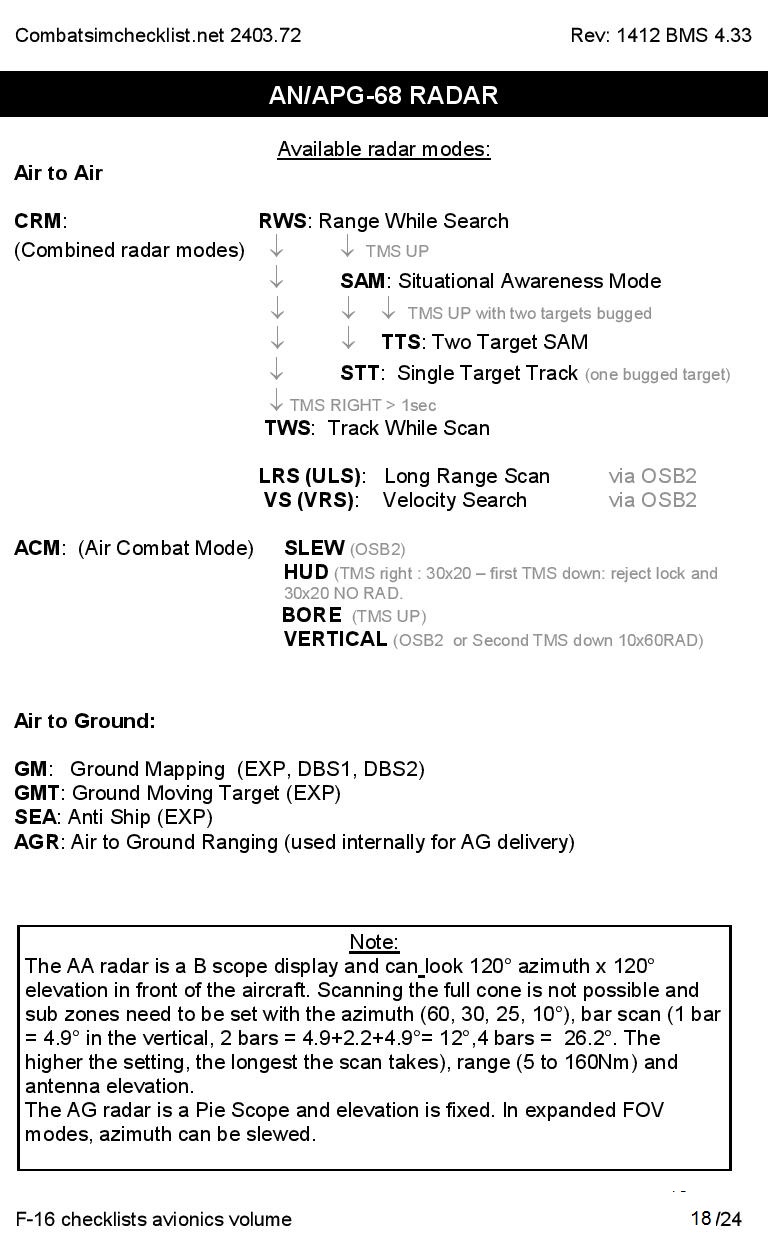 Combatsimchecklist.net 2403.72 Rev: 1412 BMS 4.33
AN/APG-68 RADAR
Available radar modes:
Air to Air
CRM: RWS: Range While Search
(Combined radar modes) ↓ ↓ TMS UP
↓ SAM: Situational Awareness Mode
↓ ↓ ↓ TMS UP with two targets bugged
↓ ↓ TTS: Two Target SAM
↓ STT: Single Target Track (one bugged target)
↓ TMS RIGHT > 1sec
TWS: Track While Scan
LRS (ULS): Long Range Scan via OSB2
VS (VRS): Velocity Search via OSB2
ACM: (Air Combat Mode) SLEW (OSB2)
HUD (TMS right : 30x20 – first TMS down: reject lock and
30x20 NO RAD.
BORE (TMS UP)
VERTICAL (OSB2 or Second TMS down 10x60RAD)
Air to Ground:
GM: Ground Mapping (EXP, DBS1, DBS2)
GMT: Ground Moving Target (EXP)
SEA: Anti Ship (EXP)
AGR: Air to Ground Ranging (used internally for AG delivery)
Note:
The AA radar is a B scope display and can look 120° azimuth x 120°
elevation in front of the aircraft. Scanning the full cone is not possible and
sub zones need to be set with the azimuth (60, 30, 25, 10°), bar scan (1 bar
= 4.9° in the vertical, 2 bars = 4.9+2.2+4.9°= 12°,4 bars = 26.2°. The
higher the setting, the longest the scan takes), range (5 to 160Nm) and
antenna elevation.
The AG radar is a Pie Scope and elevation is fixed. In expanded FOV
modes, azimuth can be slewed.
F-16 checklists avionics volume 18 /24